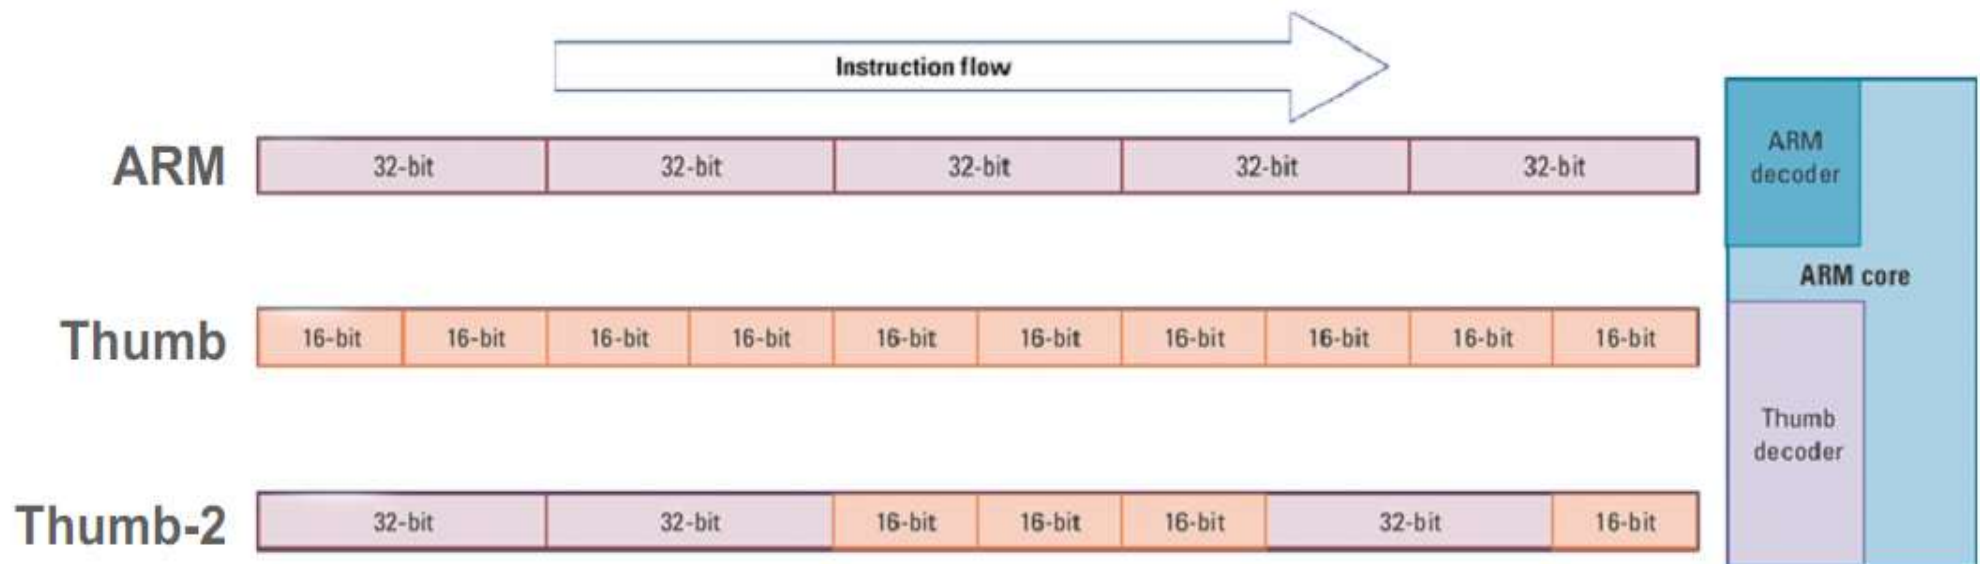 Instruction flow
ARM 32-bit 32-bit 32-bit 32-bit 32-bit
ARM
decoder
ARM core
Thumb 16-bit 16-bit 16-bit 16-bit 16-bit 16-bit 16-bit 16-bit 16-bit 16-bit
Thumb
decoder
Thumb-2 32-bit 32-bit 16-bit 16-bit 16-bit 32-bit 16-bit